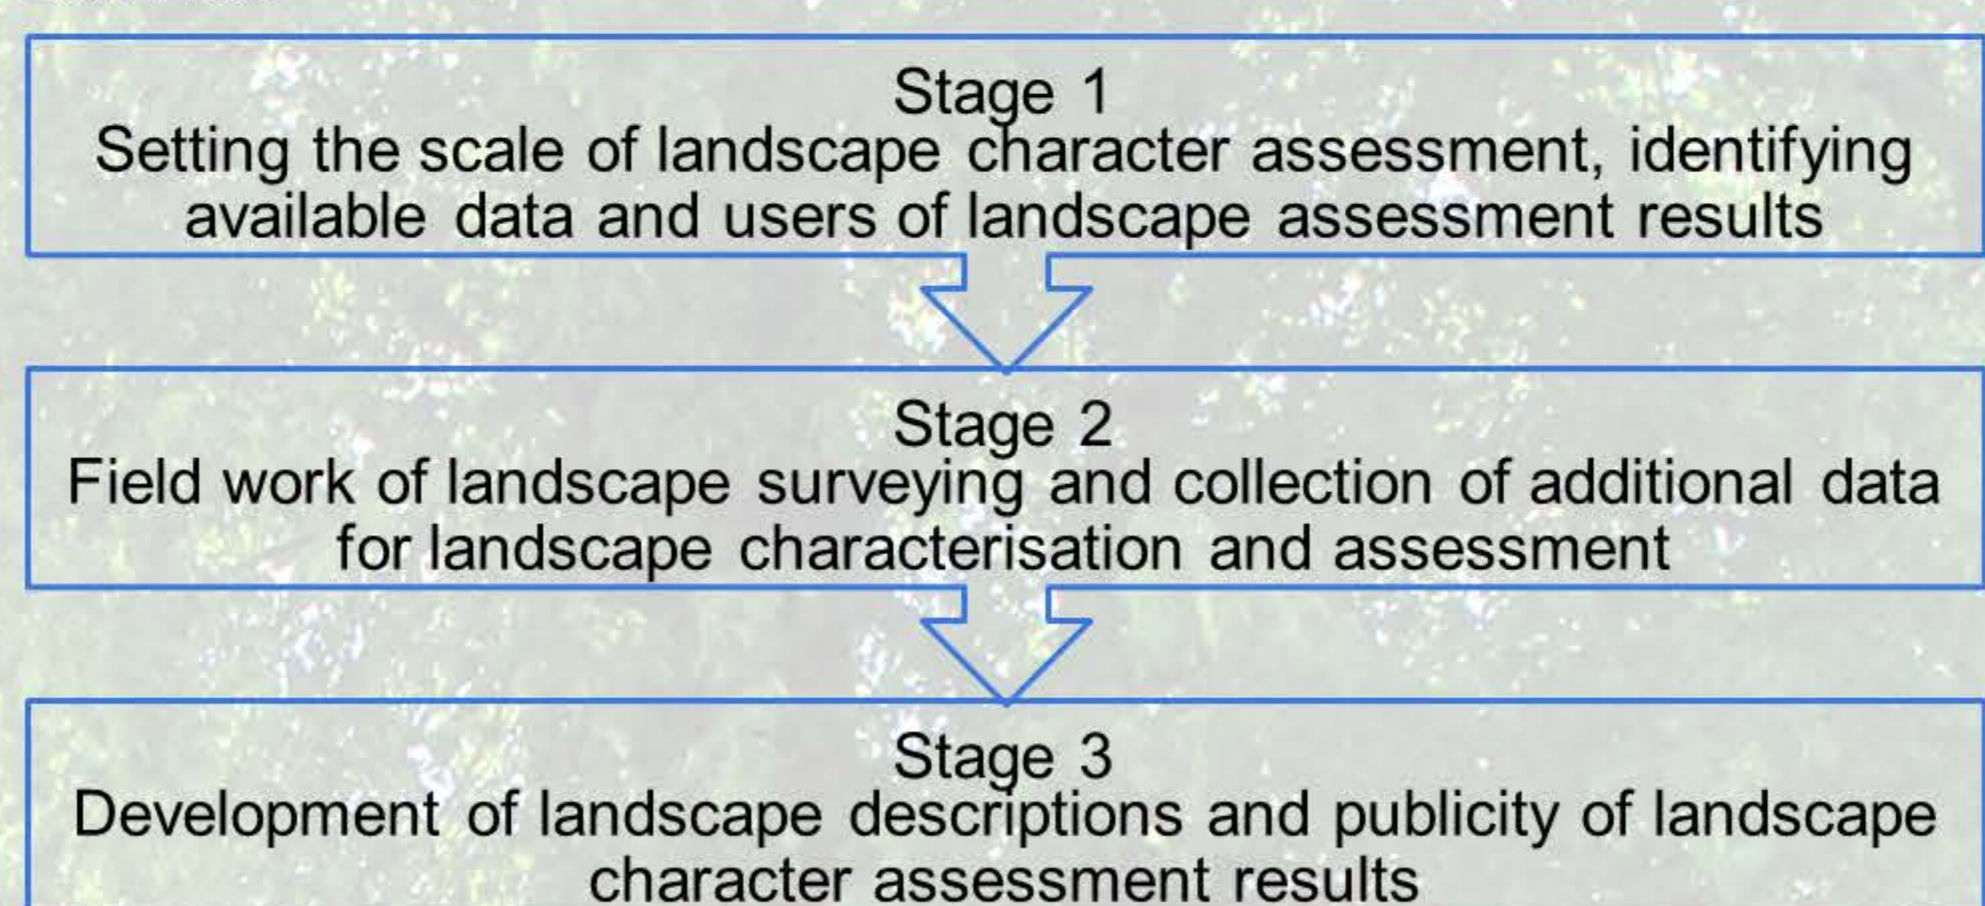 Stage 1
Setting the scale of landscape character assessment, identifying
available data and users of landscape assessment results
Stage 2
Field work of landscape surveying and collection of additional data
for landscape characterisation and assessment
Stage 3
Development of landscape descriptions and publicity of landscape
character assessment results